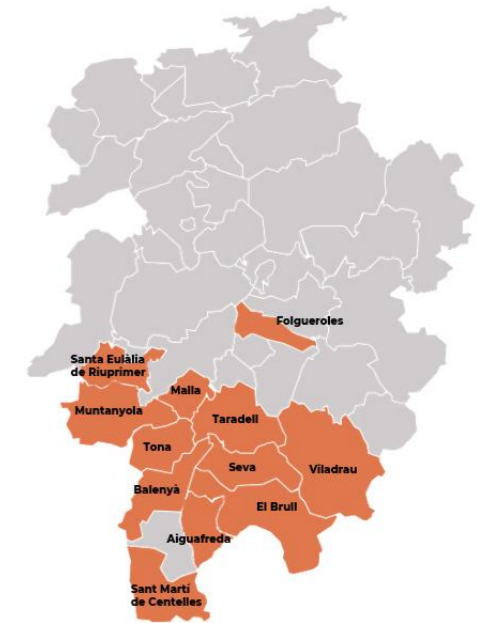 Folgueroles
Santa Eulàlia
de Riuprimer
Malla
Muntanyola
Taradell
Tona
Seva
Viladrau
Balenyà
El Brull
Aiguafreda
Sant Martí
de Centelles